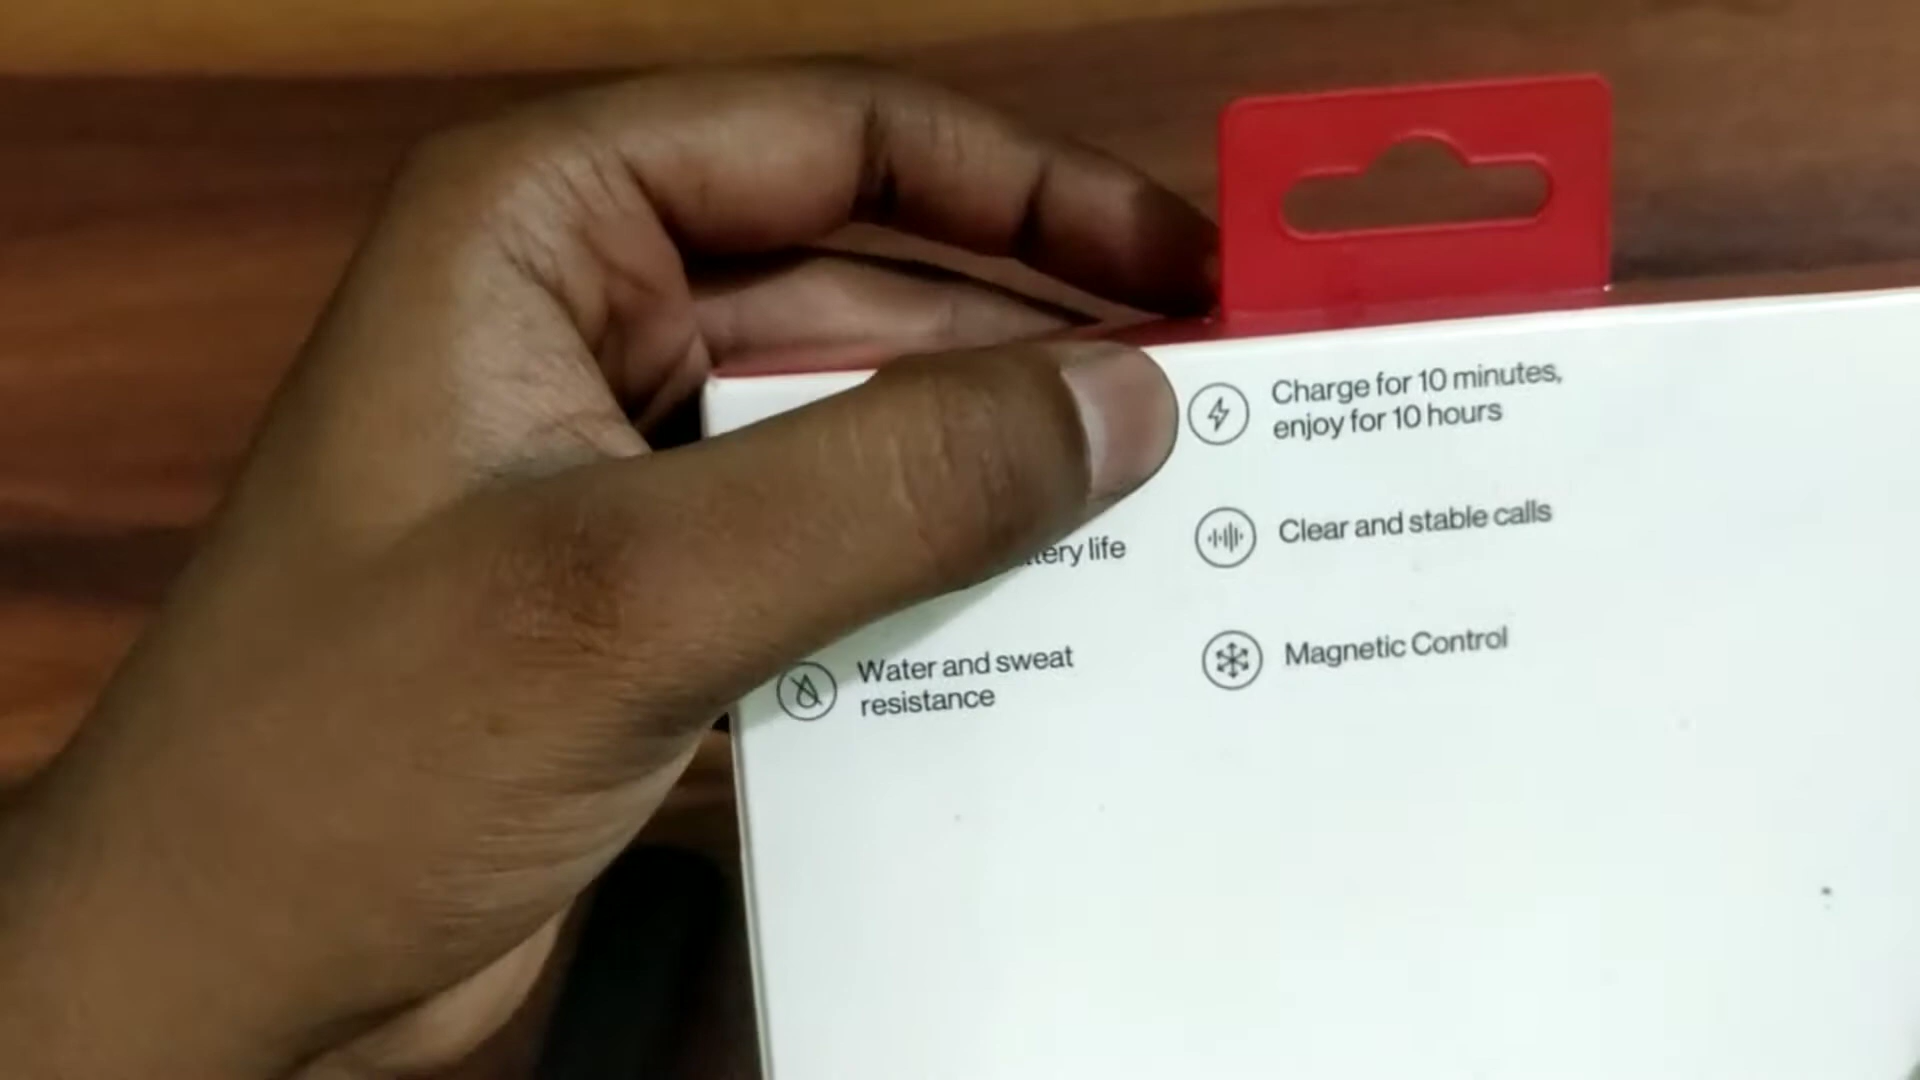 Charge for 10 minutes,
enjoy for 10 hours
life
Clear and stable calls
Water and sweat
resistance
Magnetic Control